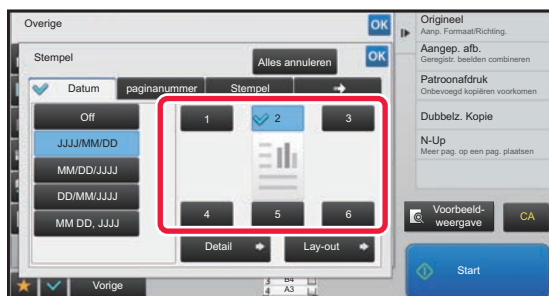 Overige
OK
Stempel
Alles annuleren
OK
Datum
paginanummer
Stempel
Off
JJJJ/MM/DD
MM/DD/JJJJ
DD/MM/JJJJ
MM DD, JJJJ
1
2
3
4
5
6
Detail
Lay-out
Vorige
B4
4 A3
Origineel
Aanp. Formaat/Richting.
Aangep. afb.
Geregistr. beelden combineren
Patroonafdruk
Onbevoegd kopiëren voorkomen
Dubbelz. Kopie
N-Up
Meer pag. op een pag. plaatsen
Voorbeeld-
weergave
CA
Start